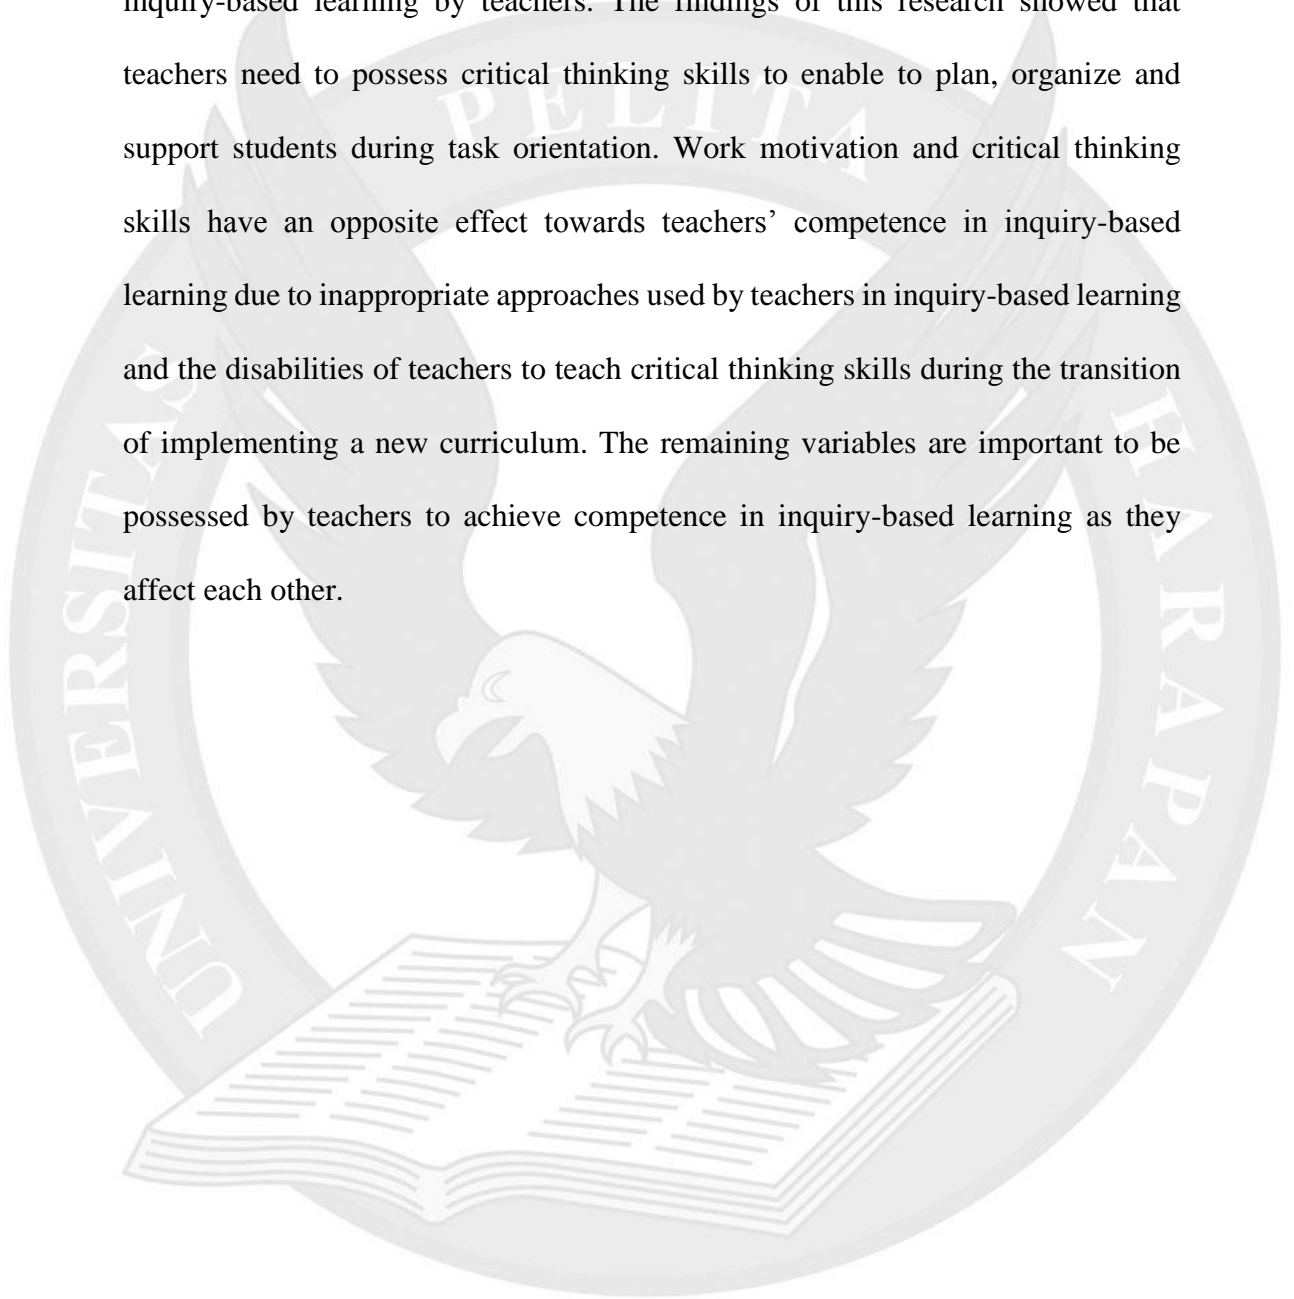 inquiry-based learning by teachers. The findings of this research showed that
teachers need to possess critical thinking skills to enable to plan, organize and
support students during task orientation. Work motivation and critical thinking
skills have an opposite effect towards teachers’ competence in inquiry-based
learning due to inappropriate approaches used by teachers in inquiry-based learning
and the disabilities of teachers to teach critical thinking skills during the transition
of implementing a new curriculum. The remaining variables are important to be
possessed by teachers to achieve competence in inquiry-based learning as they
affect each other.
UNIVERSITAS PELITA HARAPAN